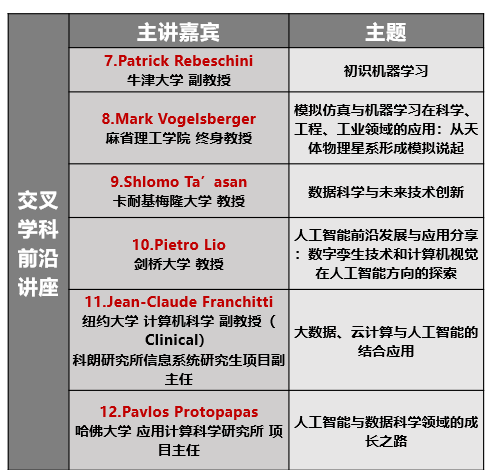 主讲嘉宾
主题
交叉
学科
前沿
讲座
7.Patrick Rebeschini
牛津大学 副教授
初识机器学习
8.Mark Vogelsberger
麻省理工学院 终身教授
模拟仿真与机器学习在科学、
工程、工业领域的应用：从天
体物理星系形成模拟说起
9.Shlomo Ta’asan
卡耐基梅隆大学 教授
数据科学与未来技术创新
10.Pietro Lio
剑桥大学 教授
人工智能前沿发展与应用分享
：数字孪生技术和计算机视觉
在人工智能方向的探索
11.Jean-Claude Franchitti
纽约大学 计算机科学 副教授（
Clinical）
科朗研究所信息系统研究生项目副
主任
大数据、云计算与人工智能的
结合应用
12.Pavlos Protopapas
哈佛大学 应用计算科学研究所 项
目主任
人工智能与数据科学领域的成
长之路